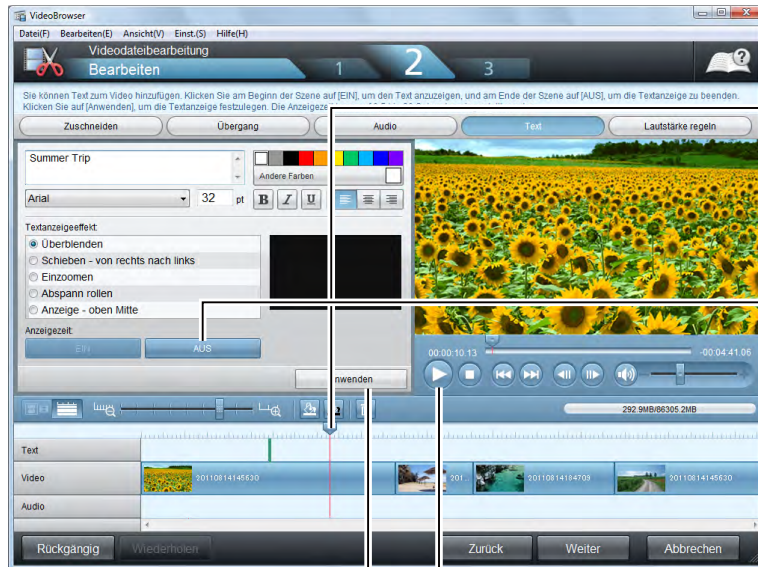 VideoBrowser
Datei(F) Bearbeiten(E) Ansicht(V) Einst.(S) Hilfe(H)
Videodateibearbeitung
Bearbeiten
1
2
3
Sie können Text zum Video hinzufügen. Klicken Sie am Beginn der Szene auf [EIN], um den Text anzuzeigen, und am Ende der Szene auf [AUS], um die Textanzeige zu beenden.
Klicken Sie auf [Anwenden], um die Textanzeige festzulegen. Die Anzeigeze
Zuschneiden
Übergang
Audio
Text
Lautstärke regeln
Summer Trip
Andere Farben
Arial
32 pt
B I U
Textanzeigeeffekt:
Überblenden
Schieben - von rechts nach links
Einzoomen
Abspann rollen
Anzeige - oben Mitte
Anzeigezeit:
EIN
AUS
nwenden
00:00:10.13
-00:04:41.06
292.9MB/86305.2MB
Text
Video
20110814145630
201
20110814184709
20110814145630
Audio
Rückgängig
Wiederholen
Zurück
Weiter
Abbrechen